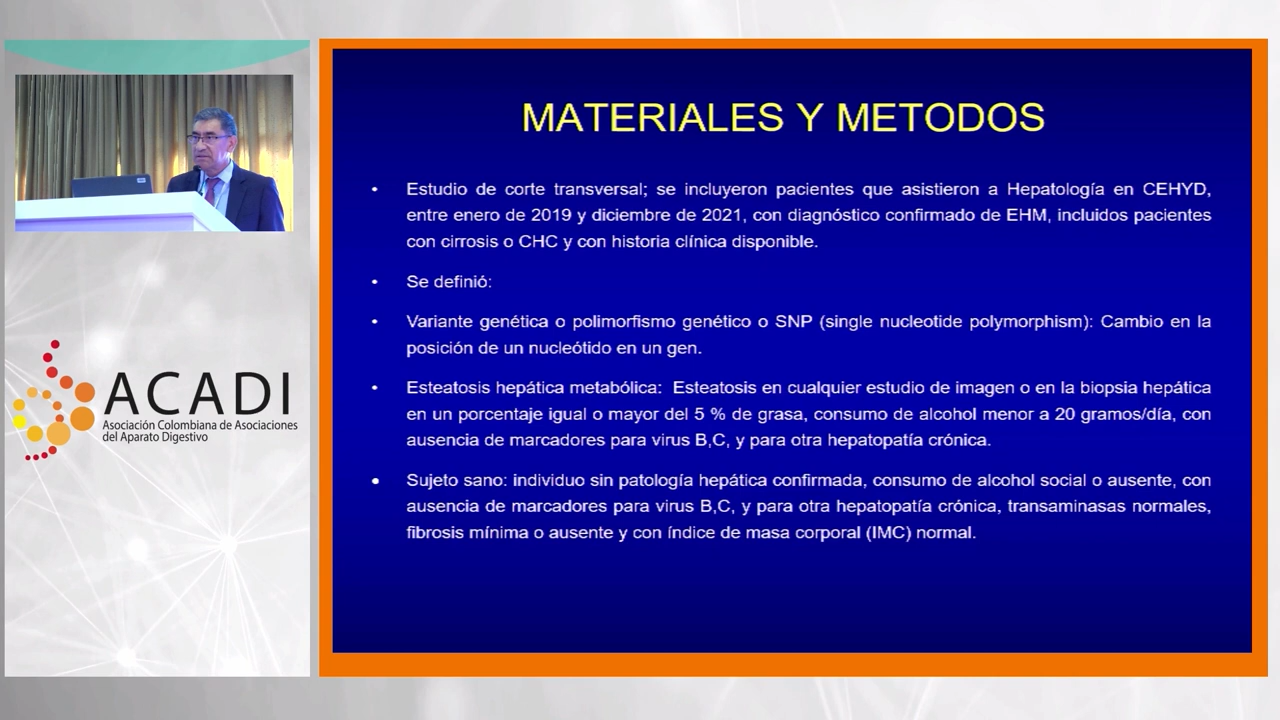 MATERIALES Y METODOS
• Estudio de corte transversal; se incluyeron pacientes que asistieron a Hepatología en CEHYD,
entre enero de 2019 y diciembre de 2021, con diagnóstico confirmado de EHM, incluidos pacientes
con cirrosis o CHC y con historia clínica disponible.
• Se definió:
• Variante genética o polimorfismo genético o SNP (single nucleotide polymorphism): Cambio en la
posición de un nucleótido en un gen.
• Esteatosis hepática metabólica: Esteatosis en cualquier estudio de imagen o en la biopsia hepática
en un porcentaje igual o mayor del 5 % de grasa, consumo de alcohol menor a 20 gramos/día, con
ausencia de marcadores para virus B,C, y para otra hepatopatía crónica.
• Sujeto sano: individuo sin patología hepática confirmada, consumo de alcohol social o ausente, con
ausencia de marcadores para virus B,C, y para otra hepatopatía crónica, transaminasas normales,
fibrosis mínima o ausente y con índice de masa corporal (IMC) normal.
ACADI
Asociación Colombiana de Asociaciones
del Aparato Digestivo